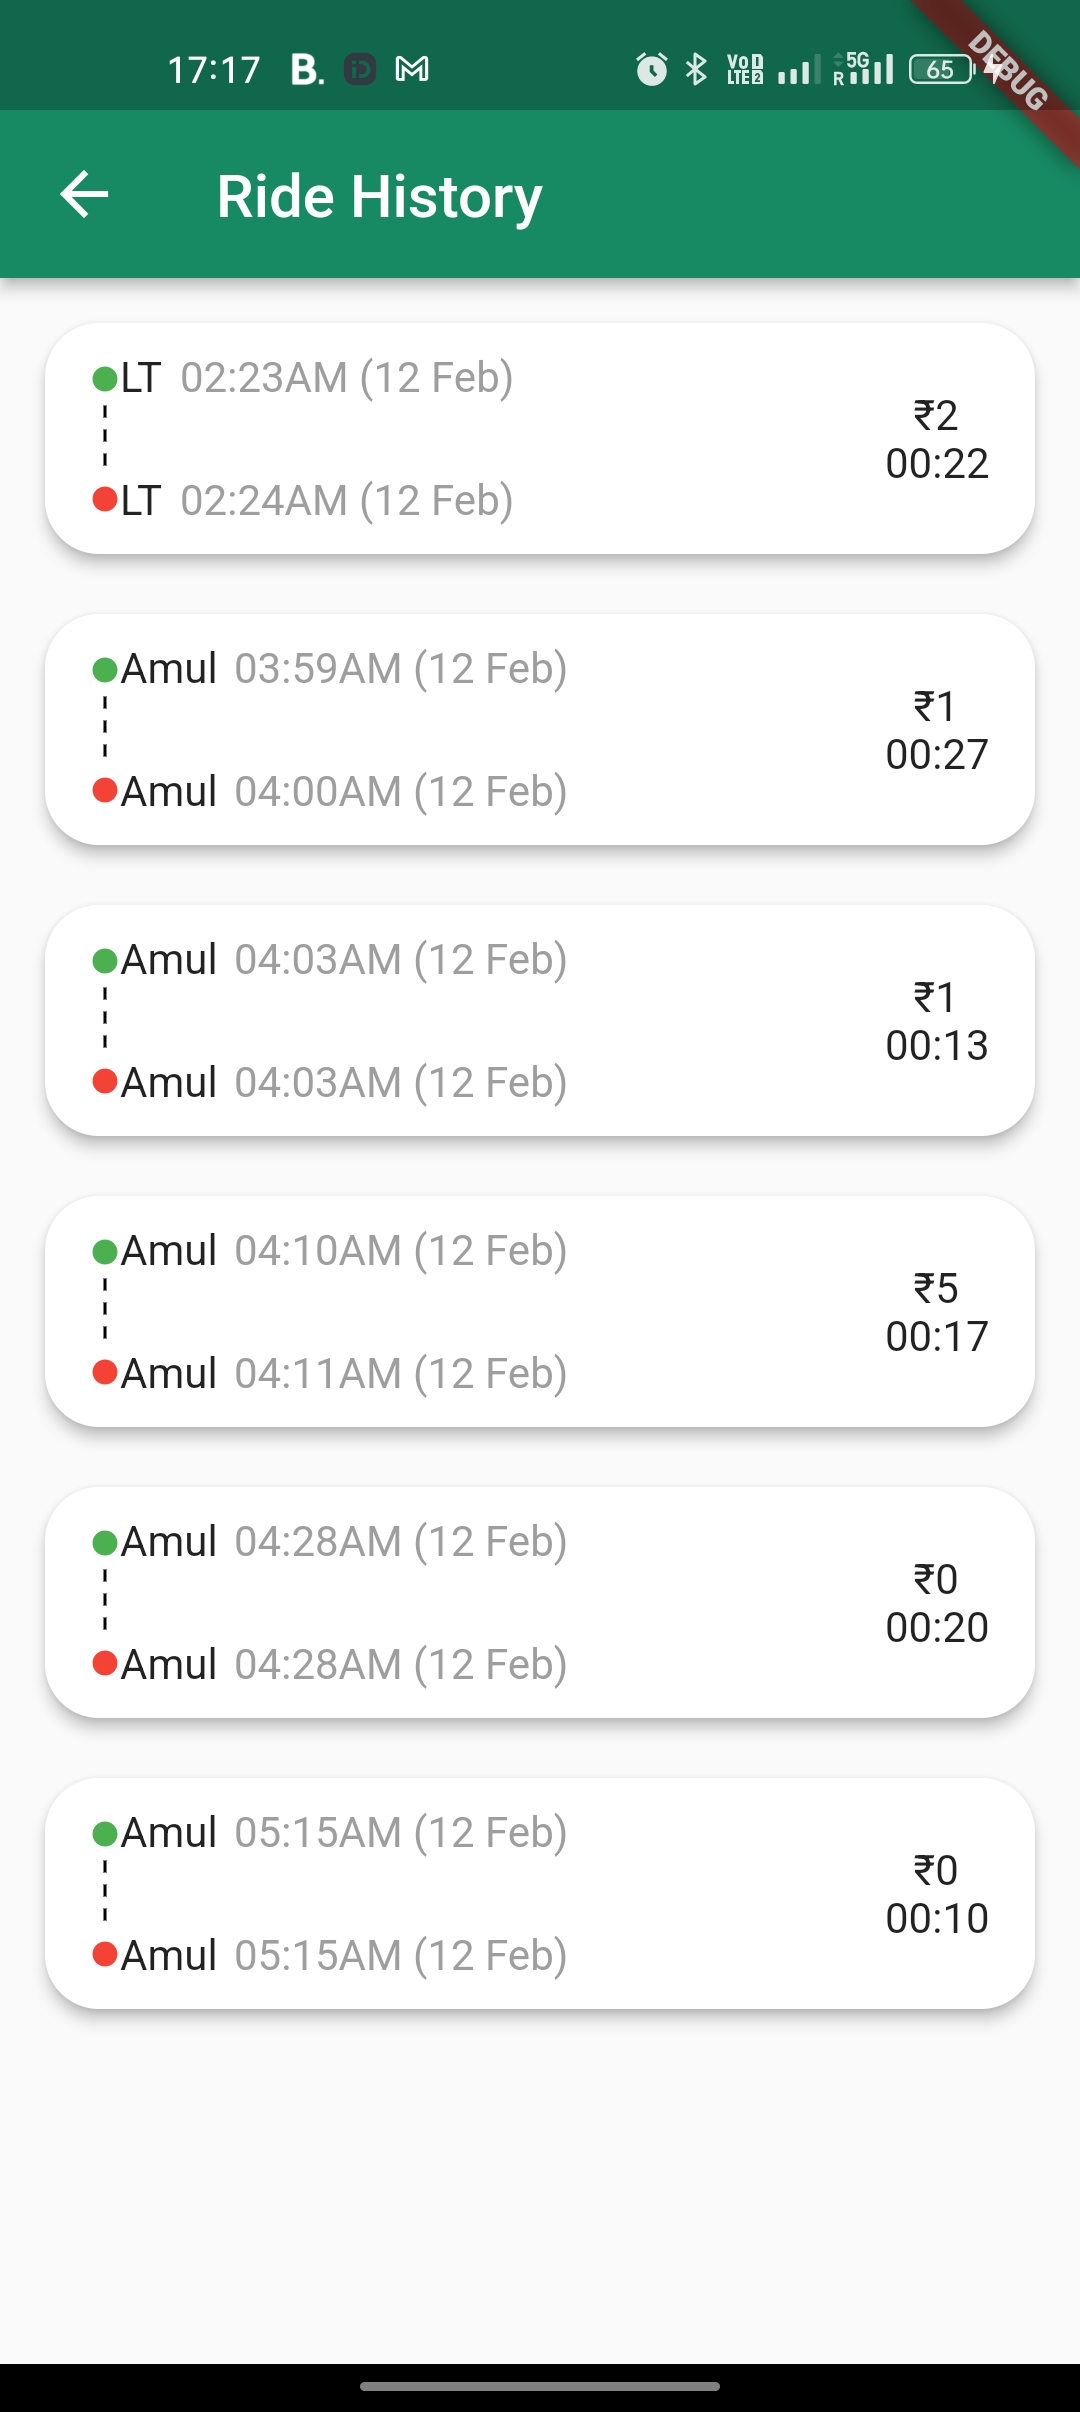 17:17 B. iD M VoD LTE 2 R 5G 65
DEBUG
Ride History
LT 02:23AM (12 Feb)
₹2
00:22
LT 02:24AM (12 Feb)
Amul 03:59AM (12 Feb)
₹1
00:27
Amul 04:00AM (12 Feb)
Amul 04:03AM (12 Feb)
₹1
00:13
Amul 04:03AM (12 Feb)
Amul 04:10AM (12 Feb)
₹5
00:17
Amul 04:11AM (12 Feb)
Amul 04:28AM (12 Feb)
₹0
00:20
Amul 04:28AM (12 Feb)
Amul 05:15AM (12 Feb)
₹0
00:10
Amul 05:15AM (12 Feb)